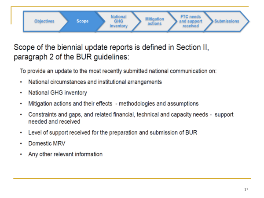 Objectives
Scope
National
GHG
Inventory
Mitigation
actions
FTC needs
and support
received
Submissions
Scope of the biennial update reports is defined in Section II,
paragraph 2 of the BUR guidelines:
To provide an update to the most recently submitted national communication on:
• National circumstances and institutional arrangements
• National GHG inventory
• Mitigation actions and their effects - methodologies and assumptions
• Constraints and gaps, and related financial, technical and capacity needs - support
needed and received
• Level of support received for the preparation and submission of BUR
• Domestic MRV
• Any other relevant information